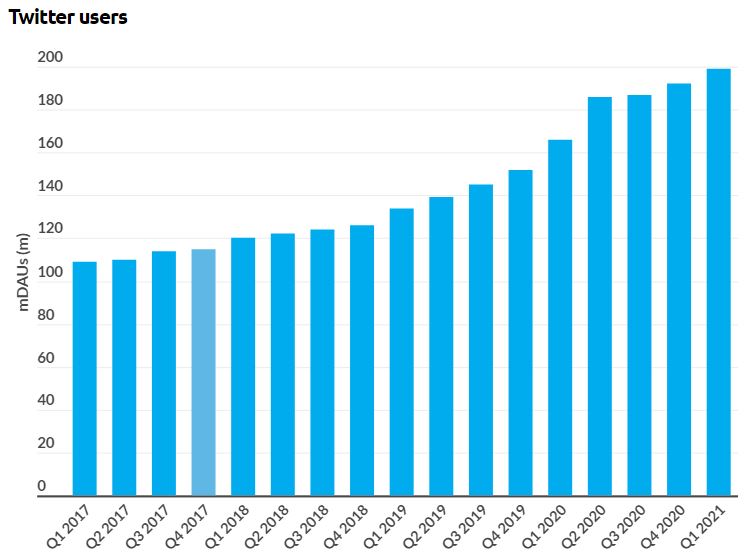 Twitter users
200
180
160
140
120
100
80
60
40
20
0
mDAUs (m)
Q1 2017
Q2 2017
Q3 2017
Q4 2017
Q1 2018
Q2 2018
Q3 2018
Q4 2018
Q1 2019
Q2 2019
Q3 2019
Q4 2019
Q1 2020
Q2 2020
Q3 2020
Q4 2020
Q1 2021